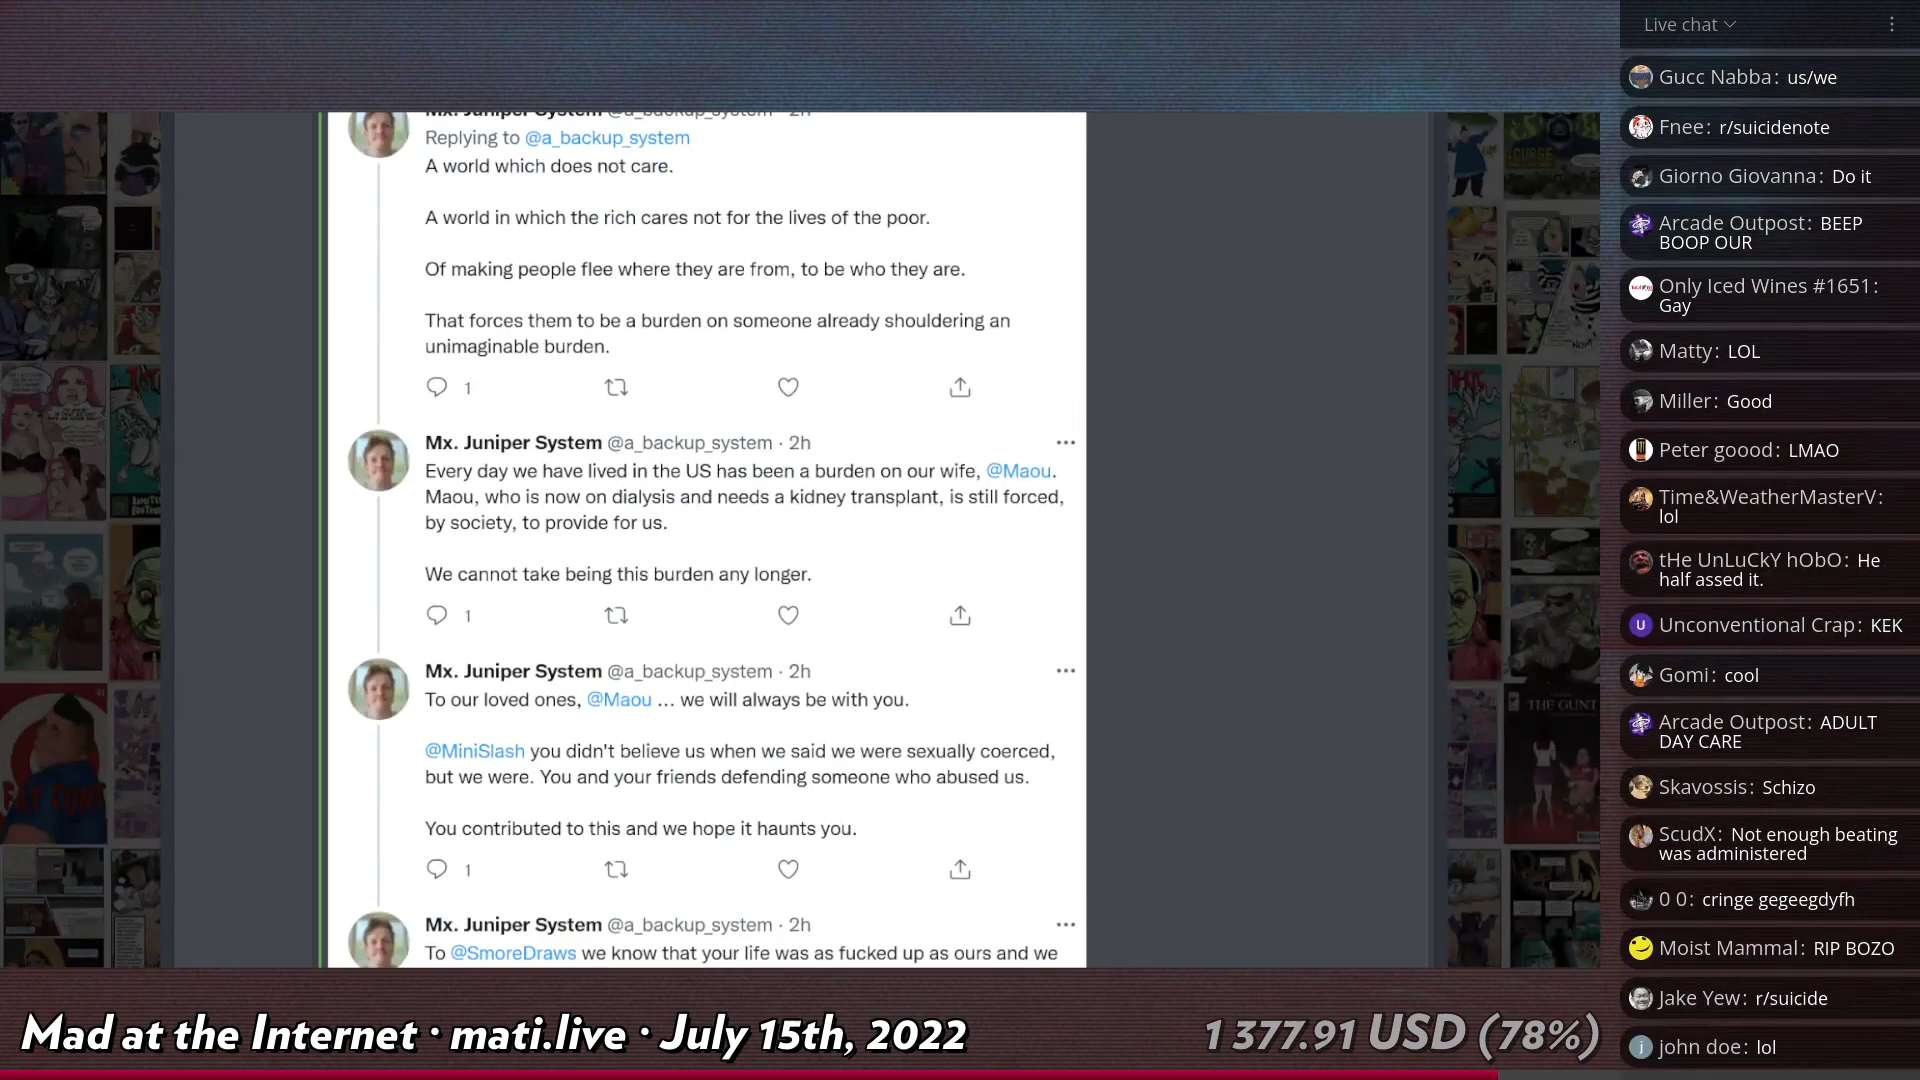 Mx. Juniper System @a_backup_system · 2h
Replying to @a_backup_system
A world which does not care.
A world in which the rich cares not for the lives of the poor.
Of making people flee where they are from, to be who they are.
That forces them to be a burden on someone already shouldering an
unimaginable burden.
1
Mx. Juniper System @a_backup_system · 2h
Every day we have lived in the US has been a burden on our wife, @Maou.
Maou, who is now on dialysis and needs a kidney transplant, is still forced,
by society, to provide for us.
We cannot take being this burden any longer.
1
Mx. Juniper System @a_backup_system · 2h
To our loved ones, @Maou ... we will always be with you.
@MiniSlash you didn't believe us when we said we were sexually coerced,
but we were. You and your friends defending someone who abused us.
You contributed to this and we hope it haunts you.
1
Mx. Juniper System @a_backup_system · 2h
To @SmoreDraws we know that your life was as fucked up as ours and we
CURSE
THE GUNT
FAT CUNT
Live chat
Gucc Nabba: us/we
Fnee: r/suicidenote
Giorno Giovanna: Do it
Arcade Outpost: BEEP
BOOP OUR
Only Iced Wines #1651:
Gay
Matty: LOL
Miller: Good
Peter goood: LMAO
Time&WeatherMasterV:
lol
tHe UnLuCkY hObO: He
half assed it.
U Unconventional Crap: KEK
Gomi: cool
Arcade Outpost: ADULT
DAY CARE
Skavossis: Schizo
ScudX: Not enough beating
was administered
0 0: cringe gegeegdyfh
Moist Mammal: RIP BOZO
Jake Yew: r/suicide
j john doe: lol
Mad at the Internet · mati.live · July 15th, 2022
1 377.91 USD (78%)